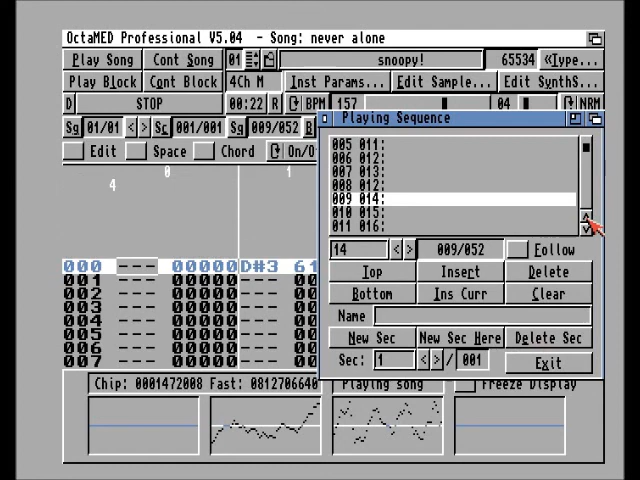 OctaMED Professional V5.04 - Song: never alone
Play Song Cont Song 01 snoopy! 65534 «Type...
Play Block Cont Block 4Ch M Inst Params... Edit Sample... Edit SynthS...
D STOP 00:22 R BPM 157 04 NRM
Sg 01/01 < > Sc 001/001 Sq 009/052 B
Playing Sequence
Edit Space Chord On/O
4 0 1
005 011:
006 012:
007 013:
008 012:
009 014:
010 015:
011 016:
14 < > 009/052 Follow
Top Insert Delete
Bottom Ins Curr Clear
Name
New Sec New Sec Here Delete Sec
Sec: 1 < > / 001 Exit
000 --- 00000 D#3 61
001 --- 00000 --- 00
002 --- 00000 --- 00
003 --- 00000 --- 00
004 --- 00000 --- 00
005 --- 00000 --- 00
006 --- 00000 --- 00
007 --- 00000 --- 00
Chip: 0001472008 Fast: 0812706640 Playing song Freeze Display